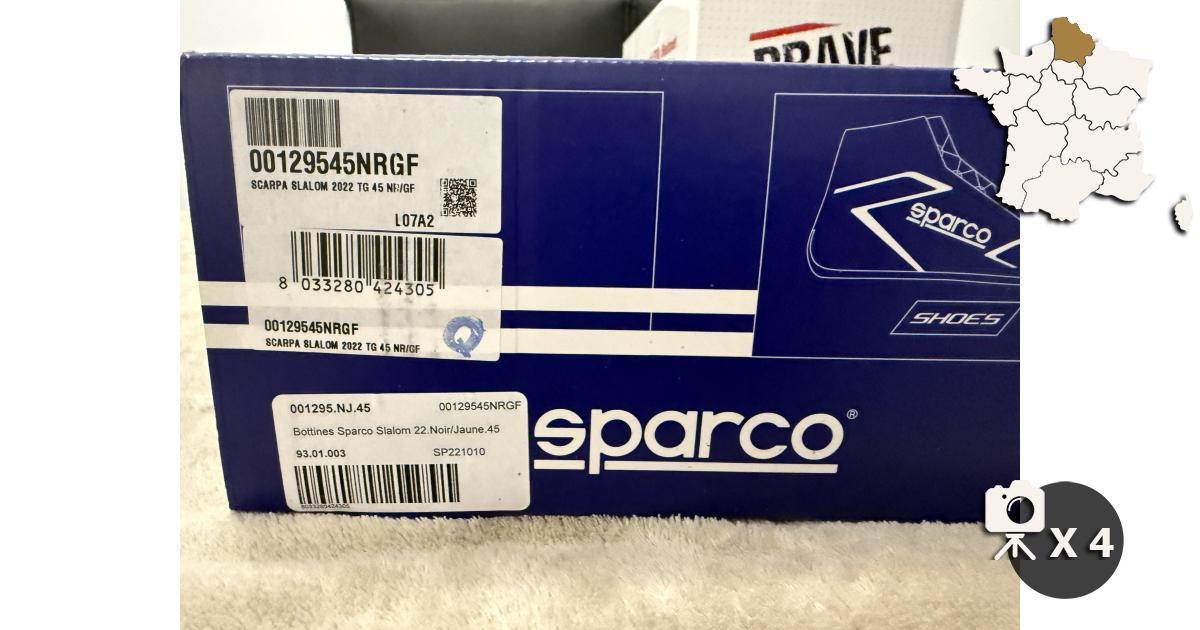 BRAVE
00129545NRGF
SCARPA SLALOM 2022 TG 45 NR/GF
L07A2
8 033280 424305
00129545NRGF
SCARPA SLALOM 2022 TG 45 NR/GF
Q
sparco
SHOES
001295.NJ.45 00129545NRGF
Bottines Sparco Slalom 22.Noir/Jaune.45
93.01.003 SP221010
8033280424305
sparco®
X 4